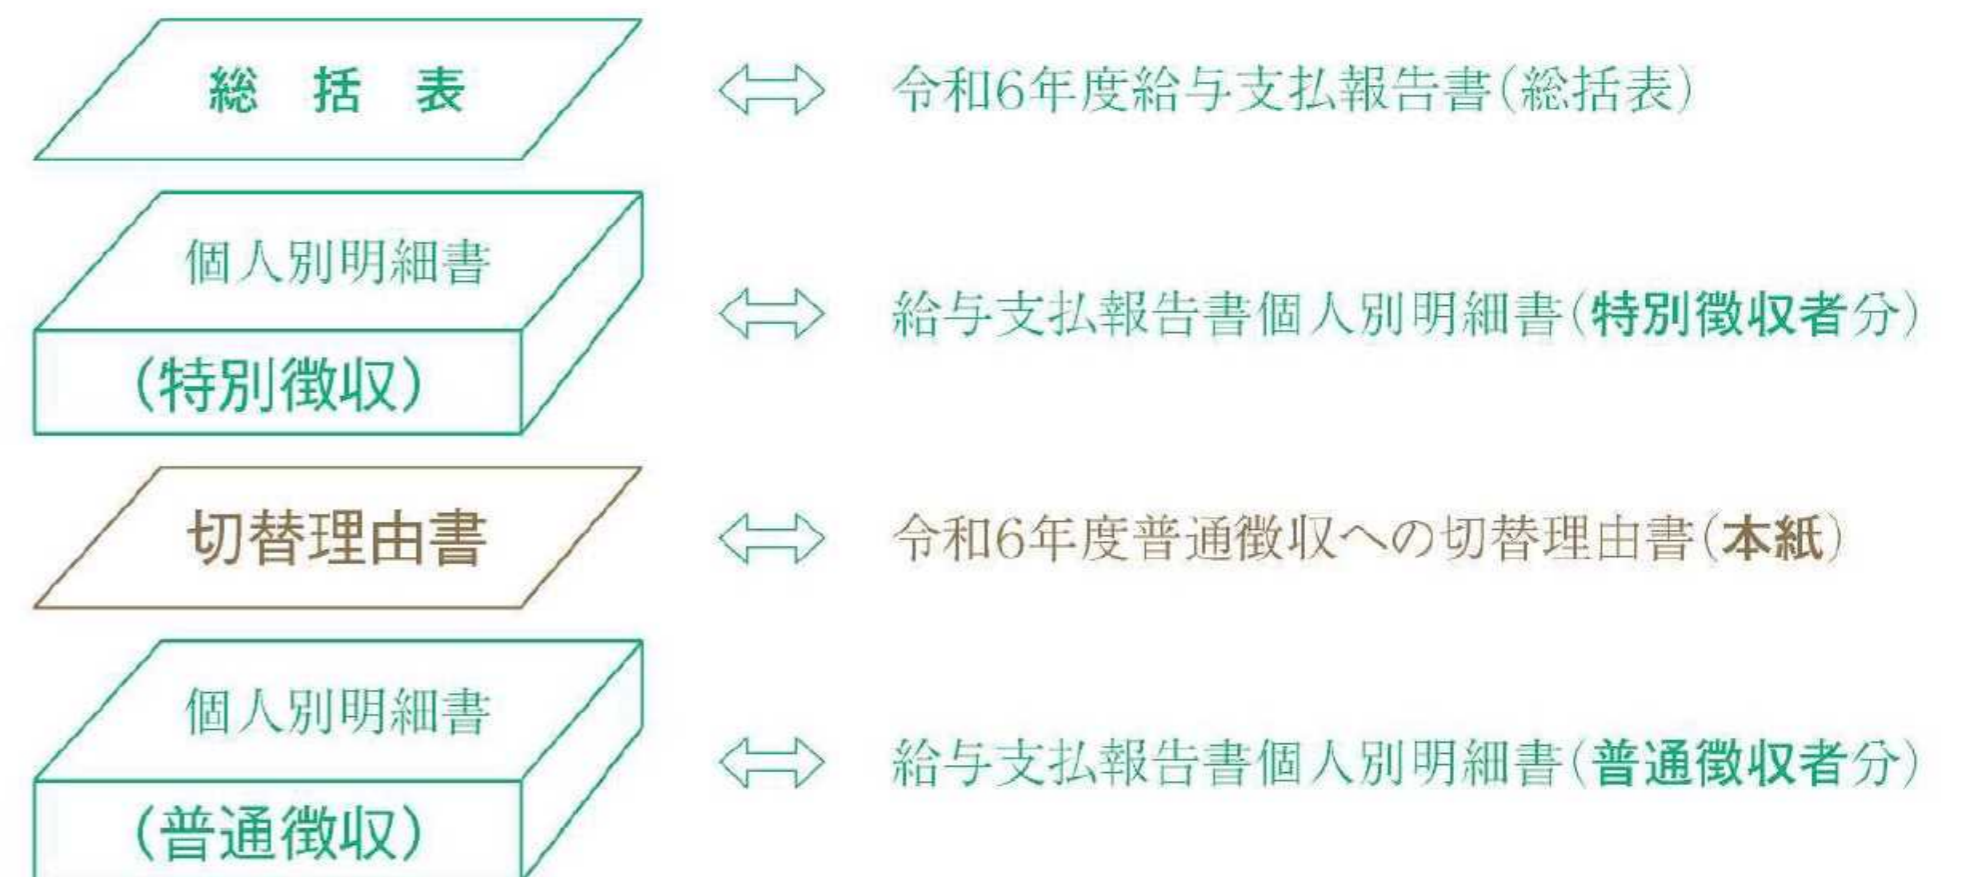 総 括 表
令和6年度給与支払報告書(総括表)
個人別明細書
(特別徴収)
給与支払報告書個人別明細書(特別徴収者分)
切替理由書
令和6年度普通徴収への切替理由書(本紙)
個人別明細書
(普通徴収)
給与支払報告書個人別明細書(普通徴収者分)